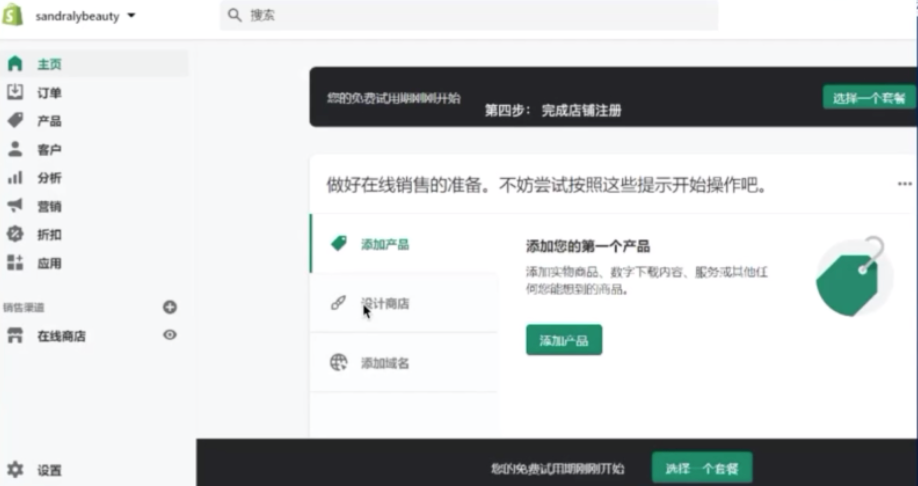 sandralybeauty
搜索
主页
订单
产品
客户
分析
营销
折扣
应用
销售渠道
在线商店
设置
您的免费试用期刚刚开始
第四步： 完成店铺注册
选择一个套餐
做好在线销售的准备。不妨尝试按照这些提示开始操作吧。
添加产品
设计商店
添加域名
添加您的第一个产品
添加实物商品、数字下载内容、服务或其他任
何您能想到的商品。
添加产品
您的免费试用期刚刚开始
选择一个套餐